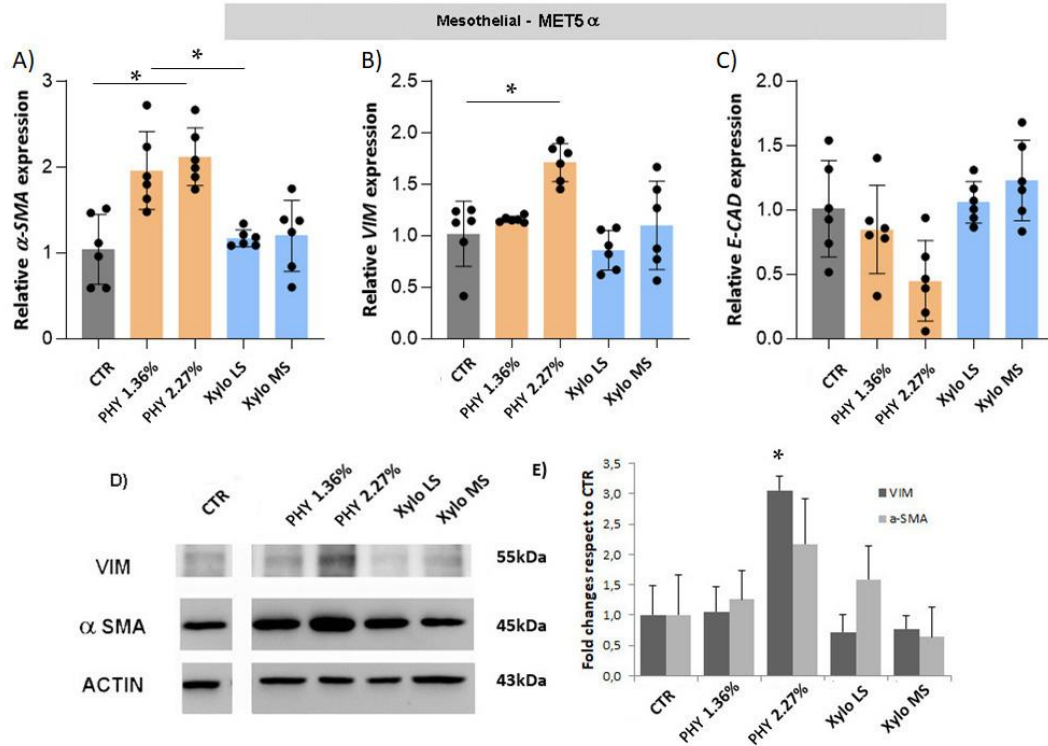 Mesothelial - MET5 α
A)
*
*
Relative α-SMA expression
3
2
1
0
CTR
PHY 1.36%
PHY 2.27%
Xylo LS
Xylo MS
B)
*
Relative VIM expression
2.5
2.0
1.5
1.0
0.5
0.0
CTR
PHY 1.36%
PHY 2.27%
Xylo LS
Xylo MS
C)
Relative E-CAD expression
2.0
1.5
1.0
0.5
0.0
CTR
PHY 1.36%
PHY 2.27%
Xylo LS
Xylo MS
D)
CTR
PHY 1.36%
PHY 2.27%
Xylo LS
Xylo MS
VIM
55kDa
α SMA
45kDa
ACTIN
43kDa
E)
*
Fold changes respect to CTR
3,5
3,0
2,5
2,0
1,5
1,0
0,5
0,0
VIM
a-SMA
CTR
PHY 1.36%
PHY 2.27%
Xylo LS
Xylo MS